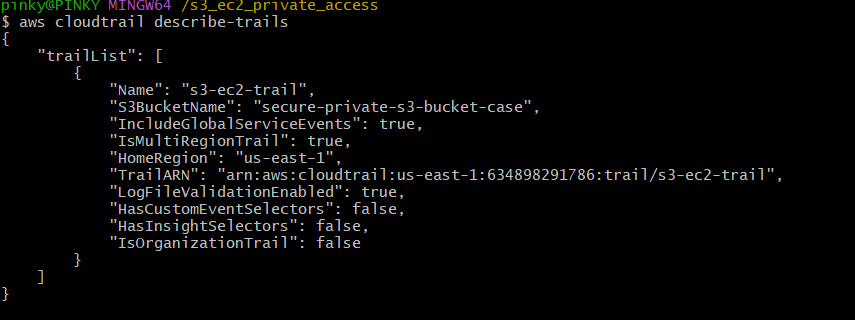 pinky@PINKY MINGW64 /s3_ec2_private_access
$ aws cloudtrail describe-trails
{
    "trailList": [
        {
            "Name": "s3-ec2-trail",
            "S3BucketName": "secure-private-s3-bucket-case",
            "IncludeGlobalServiceEvents": true,
            "IsMultiRegionTrail": true,
            "HomeRegion": "us-east-1",
            "TrailARN": "arn:aws:cloudtrail:us-east-1:634898291786:trail/s3-ec2-trail",
            "LogFileValidationEnabled": true,
            "HasCustomEventSelectors": false,
            "HasInsightSelectors": false,
            "IsOrganizationTrail": false
        }
    ]
}